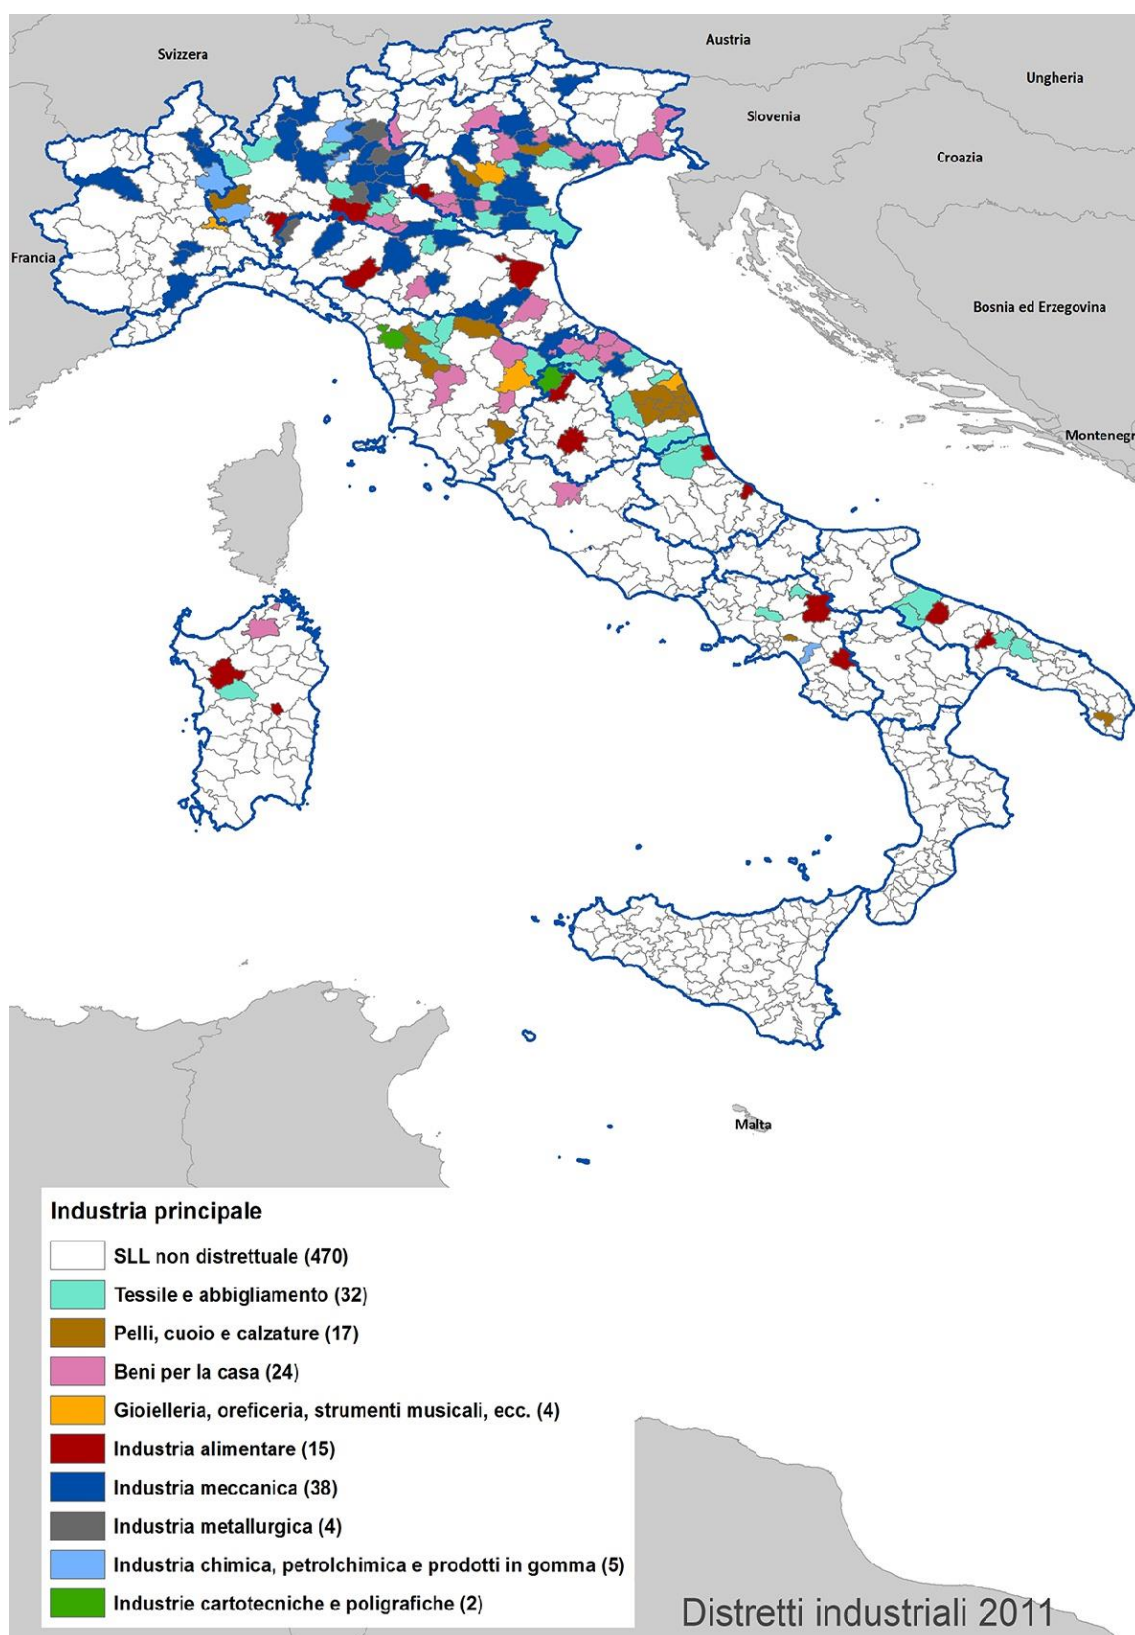 Austria
Svizzera
Ungheria
Slovenia
Croazia
Francia
Bosnia ed Erzegovina
Montenegr
Malta
Industria principale
SLL non distrettuale (470)
Tessile e abbigliamento (32)
Pelli, cuoio e calzature (17)
Beni per la casa (24)
Gioielleria, oreficeria, strumenti musicali, ecc. (4)
Industria alimentare (15)
Industria meccanica (38)
Industria metallurgica (4)
Industria chimica, petrolchimica e prodotti in gomma (5)
Industrie cartotecniche e poligrafiche (2)
Distretti industriali 2011